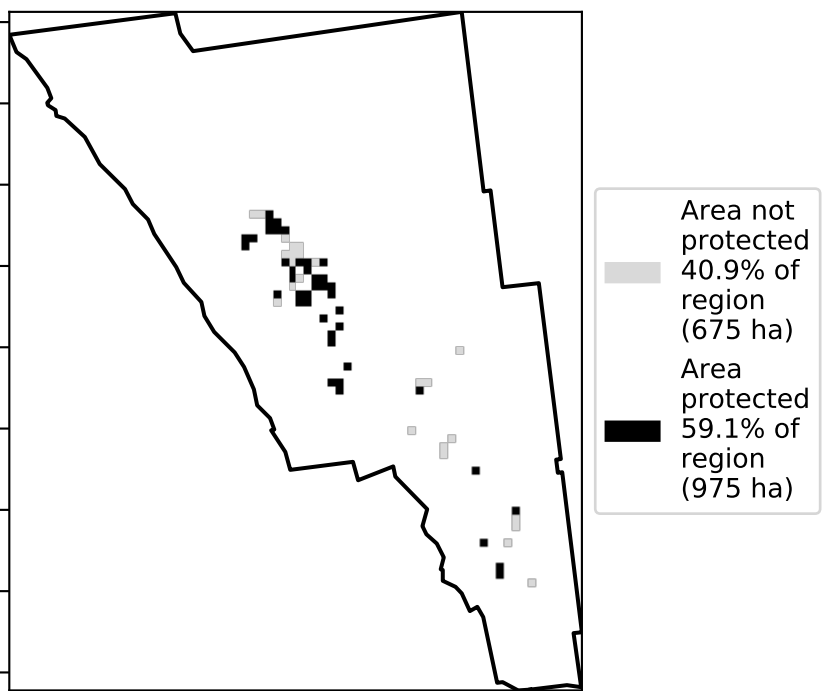 Area not
protected
40.9% of
region
(675 ha)
Area
protected
59.1% of
region
(975 ha)